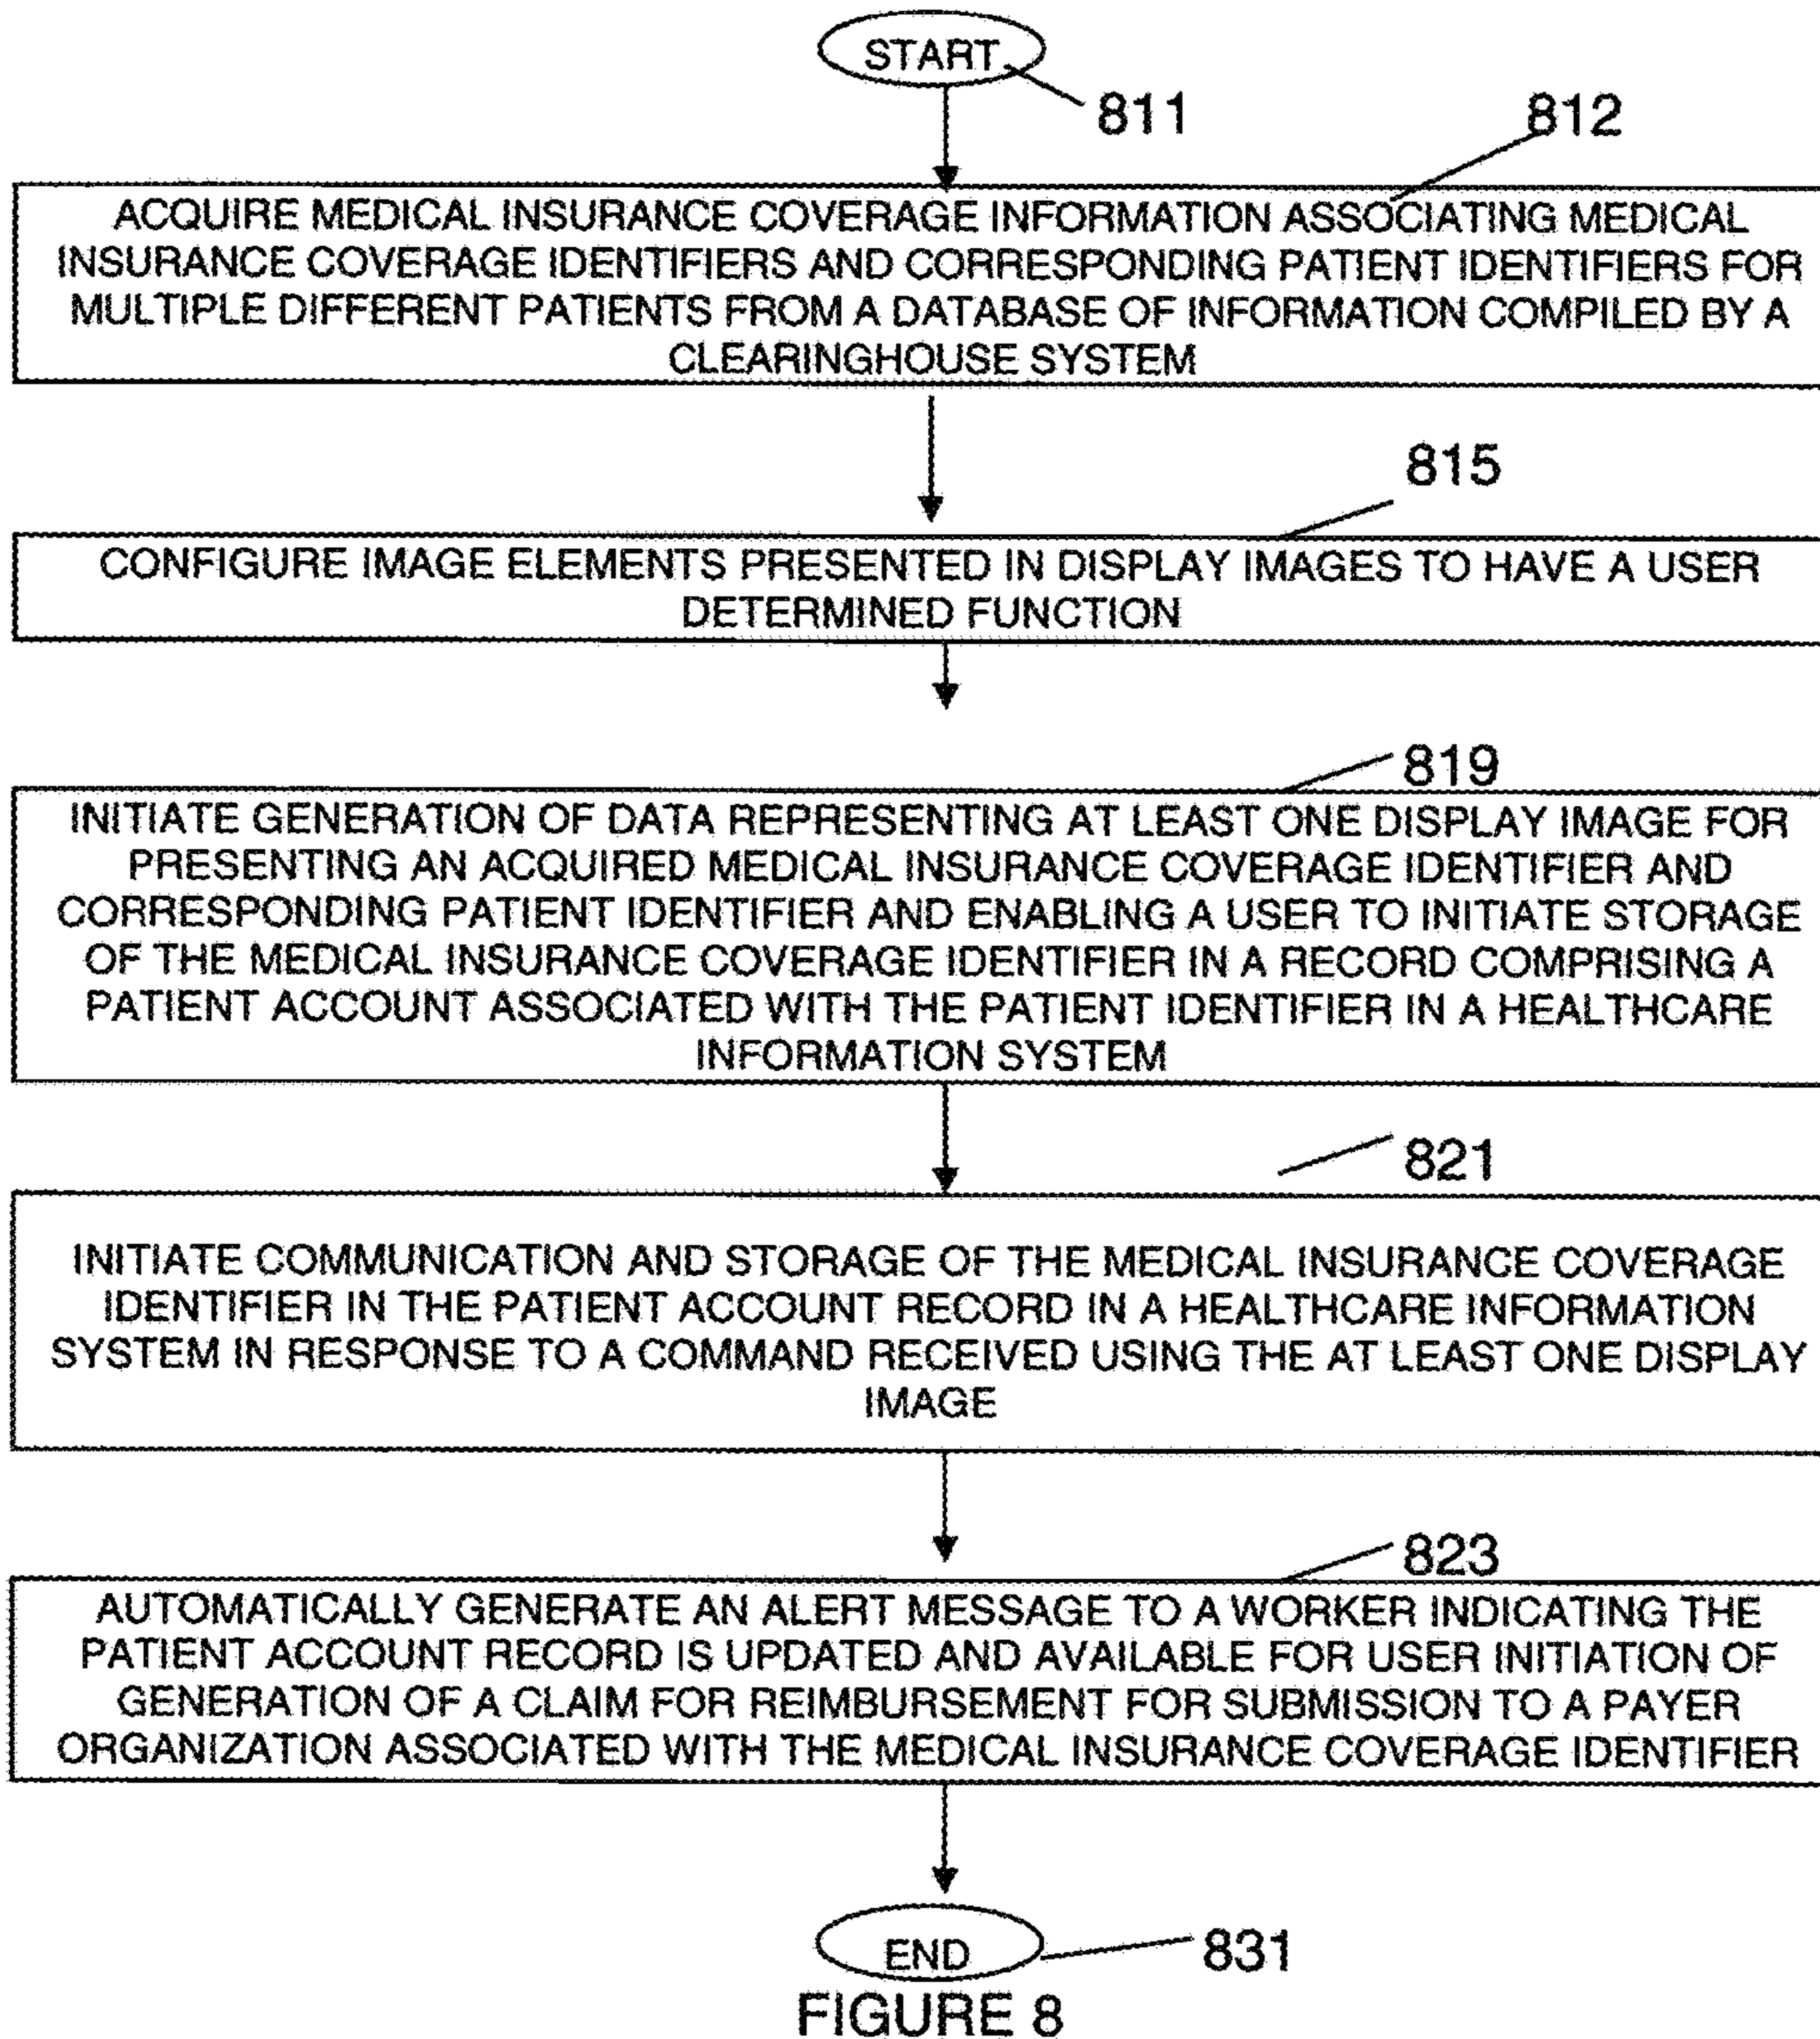 START
811
812
ACQUIRE MEDICAL INSURANCE COVERAGE INFORMATION ASSOCIATING MEDICAL
INSURANCE COVERAGE IDENTIFIERS AND CORRESPONDING PATIENT IDENTIFIERS FOR
MULTIPLE DIFFERENT PATIENTS FROM A DATABASE OF INFORMATION COMPILED BY A
CLEARINGHOUSE SYSTEM
815
CONFIGURE IMAGE ELEMENTS PRESENTED IN DISPLAY IMAGES TO HAVE A USER
DETERMINED FUNCTION
819
INITIATE GENERATION OF DATA REPRESENTING AT LEAST ONE DISPLAY IMAGE FOR
PRESENTING AN ACQUIRED MEDICAL INSURANCE COVERAGE IDENTIFIER AND
CORRESPONDING PATIENT IDENTIFIER AND ENABLING A USER TO INITIATE STORAGE
OF THE MEDICAL INSURANCE COVERAGE IDENTIFIER IN A RECORD COMPRISING A
PATIENT ACCOUNT ASSOCIATED WITH THE PATIENT IDENTIFIER IN A HEALTHCARE
INFORMATION SYSTEM
821
INITIATE COMMUNICATION AND STORAGE OF THE MEDICAL INSURANCE COVERAGE
IDENTIFIER IN THE PATIENT ACCOUNT RECORD IN A HEALTHCARE INFORMATION
SYSTEM IN RESPONSE TO A COMMAND RECEIVED USING THE AT LEAST ONE DISPLAY
IMAGE
823
AUTOMATICALLY GENERATE AN ALERT MESSAGE TO A WORKER INDICATING THE
PATIENT ACCOUNT RECORD IS UPDATED AND AVAILABLE FOR USER INITIATION OF
GENERATION OF A CLAIM FOR REIMBURSEMENT FOR SUBMISSION TO A PAYER
ORGANIZATION ASSOCIATED WITH THE MEDICAL INSURANCE COVERAGE IDENTIFIER
END
831
FIGURE 8